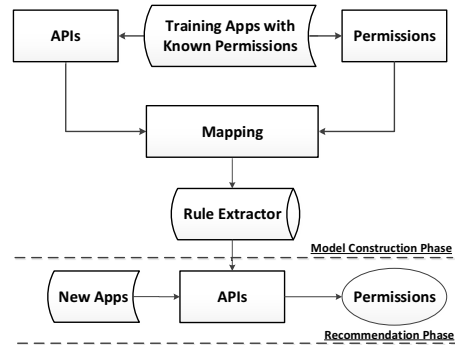 APIs
Training Apps with
Known Permissions
Permissions
Mapping
Rule Extractor
Model Construction Phase
New Apps
APIs
Permissions
Recommendation Phase